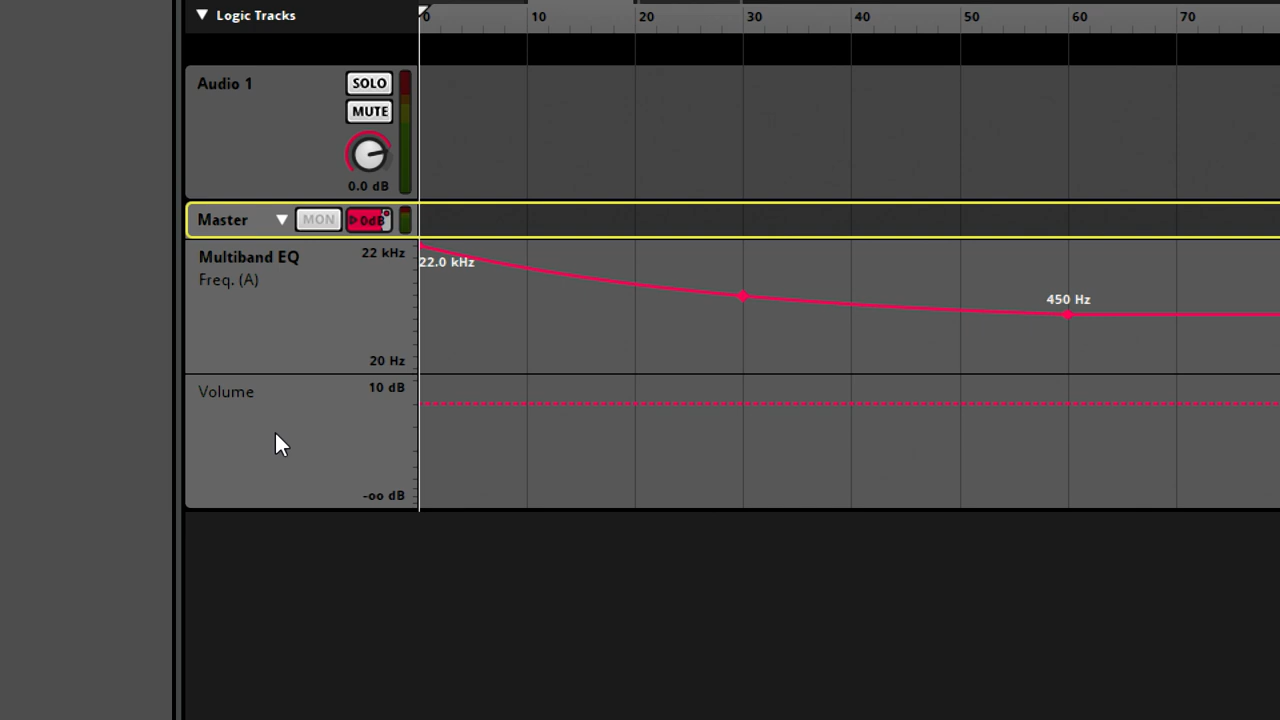 Logic Tracks
0 10 20 30 40 50 60 70
Audio 1
SOLO
MUTE
0.0 dB
Master MON 0dB
Multiband EQ 22 kHz
22.0 kHz
Freq. (A)
450 Hz
20 Hz
Volume 10 dB
-oo dB